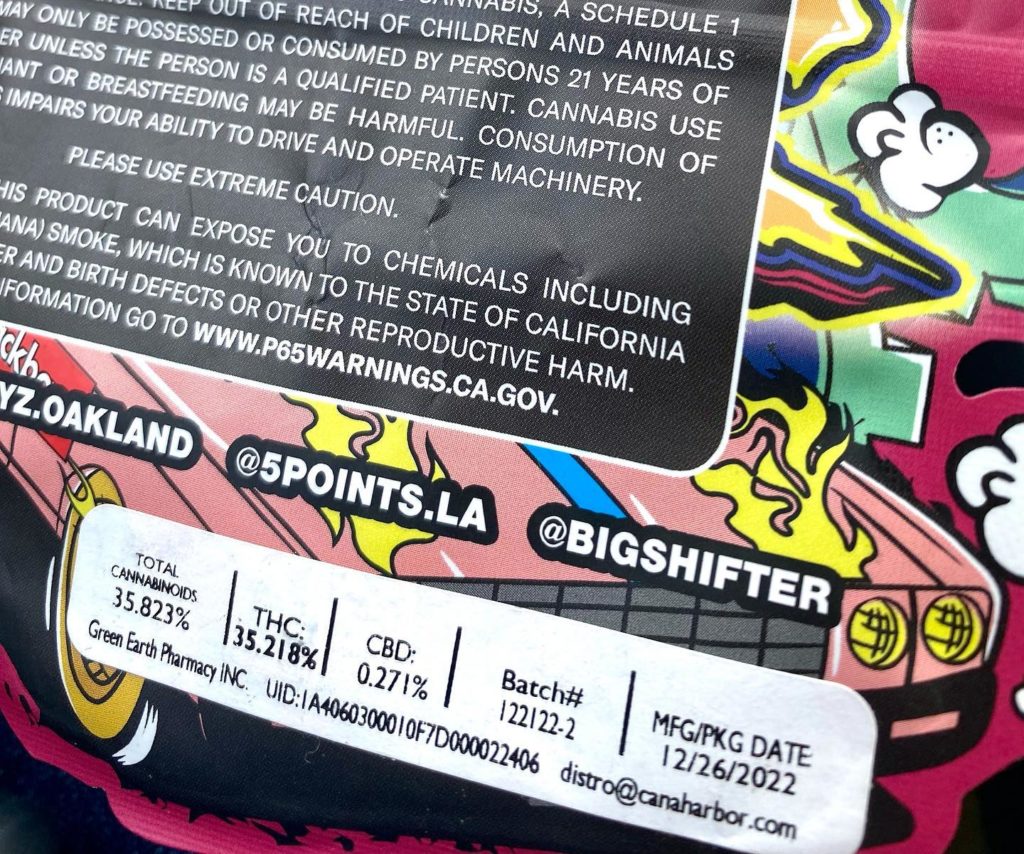 CANNABIS, A SCHEDULE 1
KEEP OUT OF REACH OF CHILDREN AND ANIMALS
MAY ONLY BE POSSESSED OR CONSUMED BY PERSONS 21 YEARS OF
ER UNLESS THE PERSON IS A QUALIFIED PATIENT. CANNABIS USE
NANT OR BREASTFEEDING MAY BE HARMFUL. CONSUMPTION OF
S IMPAIRS YOUR ABILITY TO DRIVE AND OPERATE MACHINERY.
PLEASE USE EXTREME CAUTION.
HIS PRODUCT CAN EXPOSE YOU TO CHEMICALS INCLUDING
ANA) SMOKE, WHICH IS KNOWN TO THE STATE OF CALIFORNIA
ER AND BIRTH DEFECTS OR OTHER REPRODUCTIVE HARM.
NFORMATION GO TO WWW.P65WARNINGS.CA.GOV.
YZ.OAKLAND
@5POINTS.LA
@BIGSHIFTER
TOTAL
CANNABINOIDS
35.823%
THC:
35.218%
CBD:
0.271%
Batch#
122122-2
MFG/PKG DATE
12/26/2022
Green Earth Pharmacy INC.
UID:1A4060300010F7D000022406
distro@canaharbor.com